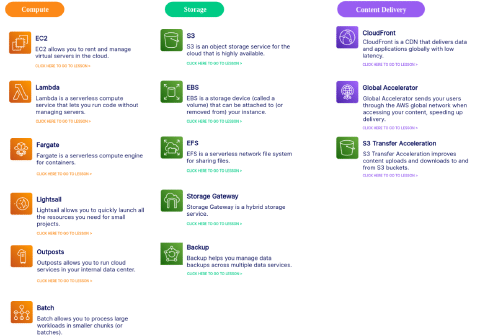 Compute
EC2
EC2 allows you to rent and manage
virtual servers in the cloud.
CLICK HERE TO GO TO LESSON >
Lambda
Lambda is a serverless compute
service that lets you run code without
managing servers.
CLICK HERE TO GO TO LESSON >
Fargate
Fargate is a serverless compute engine
for containers.
CLICK HERE TO GO TO LESSON >
Lightsail
Lightsail allows you to quickly launch all
the resources you need for small
projects.
CLICK HERE TO GO TO LESSON >
Outposts
Outposts allows you to run cloud
services in your internal data center.
CLICK HERE TO GO TO LESSON >
Batch
Batch allows you to process large
workloads in smaller chunks (or
batches).
Storage
S3
S3 is an object storage service for the
cloud that is highly available.
CLICK HERE TO GO TO LESSON >
EBS
EBS is a storage device (called a
volume) that can be attached to (or
removed from) your instance.
CLICK HERE TO GO TO LESSON >
EFS
EFS is a serverless network file system
for sharing files.
CLICK HERE TO GO TO LESSON >
Storage Gateway
Storage Gateway is a hybrid storage
service.
CLICK HERE TO GO TO LESSON >
Backup
Backup helps you manage data
backups across multiple data services.
CLICK HERE TO GO TO LESSON >
Content Delivery
CloudFront
CloudFront is a CDN that delivers data
and applications globally with low
latency.
CLICK HERE TO GO TO LESSON >
Global Accelerator
Global Accelerator sends your users
through the AWS global network when
accessing your content, speeding up
delivery.
CLICK HERE TO GO TO LESSON >
S3 Transfer Acceleration
S3 Transfer Acceleration improves
content uploads and downloads to and
from S3 buckets.
CLICK HERE TO GO TO LESSON >